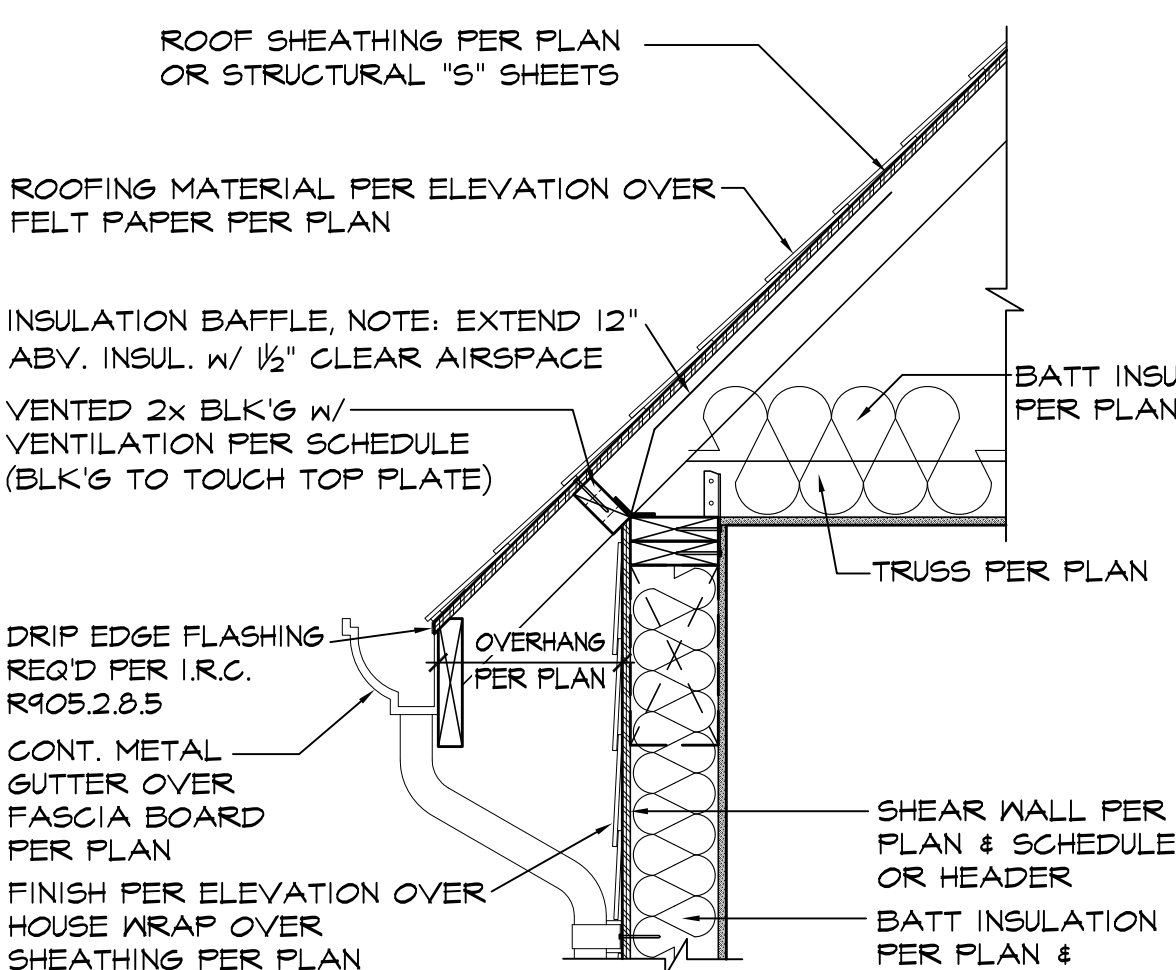 ROOF SHEATHING PER PLAN
OR STRUCTURAL "S" SHEETS
ROOFING MATERIAL PER ELEVATION OVER
FELT PAPER PER PLAN
INSULATION BAFFLE, NOTE: EXTEND 12"
ABV. INSUL. W/ 1½" CLEAR AIRSPACE
VENTED 2x BLK'G W/
VENTILATION PER SCHEDULE
(BLK'G TO TOUCH TOP PLATE)
BATT INSU
PER PLAN
TRUSS PER PLAN
DRIP EDGE FLASHING
REQ'D PER I.R.C.
R905.2.8.5
OVERHANG
PER PLAN
CONT. METAL
GUTTER OVER
FASCIA BOARD
PER PLAN
FINISH PER ELEVATION OVER
HOUSE WRAP OVER
SHEATHING PER PLAN
SHEAR WALL PER
PLAN & SCHEDULE
OR HEADER
BATT INSULATION
PER PLAN &